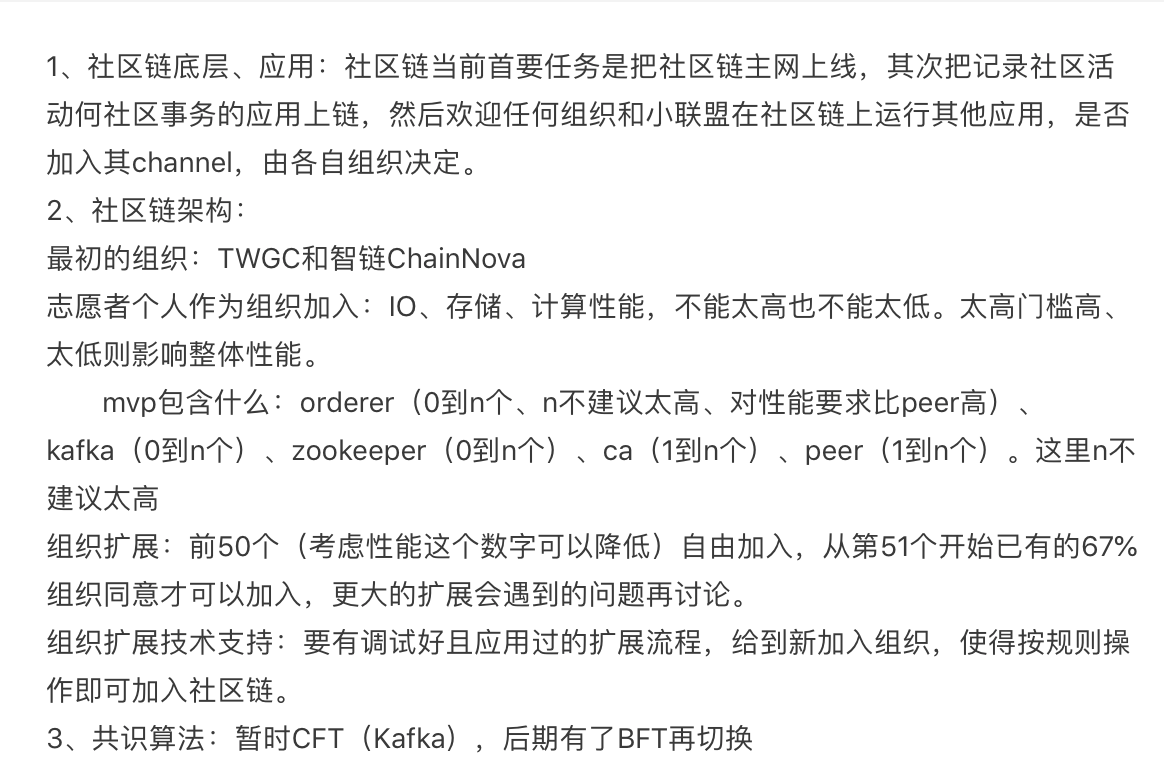 1、社区链底层、应用：社区链当前首要任务是把社区链主网上线，其次把记录社区活
动何社区事务的应用上链，然后欢迎任何组织和小联盟在社区链上运行其他应用，是否
加入其channel，由各自组织决定。
2、社区链架构：
最初的组织：TWGC和智链ChainNova
志愿者个人作为组织加入：IO、存储、计算性能，不能太高也不能太低。太高门槛高、
太低则影响整体性能。
mvp包含什么：orderer（0到n个、n不建议太高、对性能要求比peer高）、
kafka（0到n个）、zookeeper（0到n个）、ca（1到n个）、peer（1到n个）。这里n不
建议太高
组织扩展：前50个（考虑性能这个数字可以降低）自由加入，从第51个开始已有的67%
组织同意才可以加入，更大的扩展会遇到的问题再讨论。
组织扩展技术支持：要有调试好且应用过的扩展流程，给到新加入组织，使得按规则操
作即可加入社区链。
3、共识算法：暂时CFT（Kafka），后期有了BFT再切换